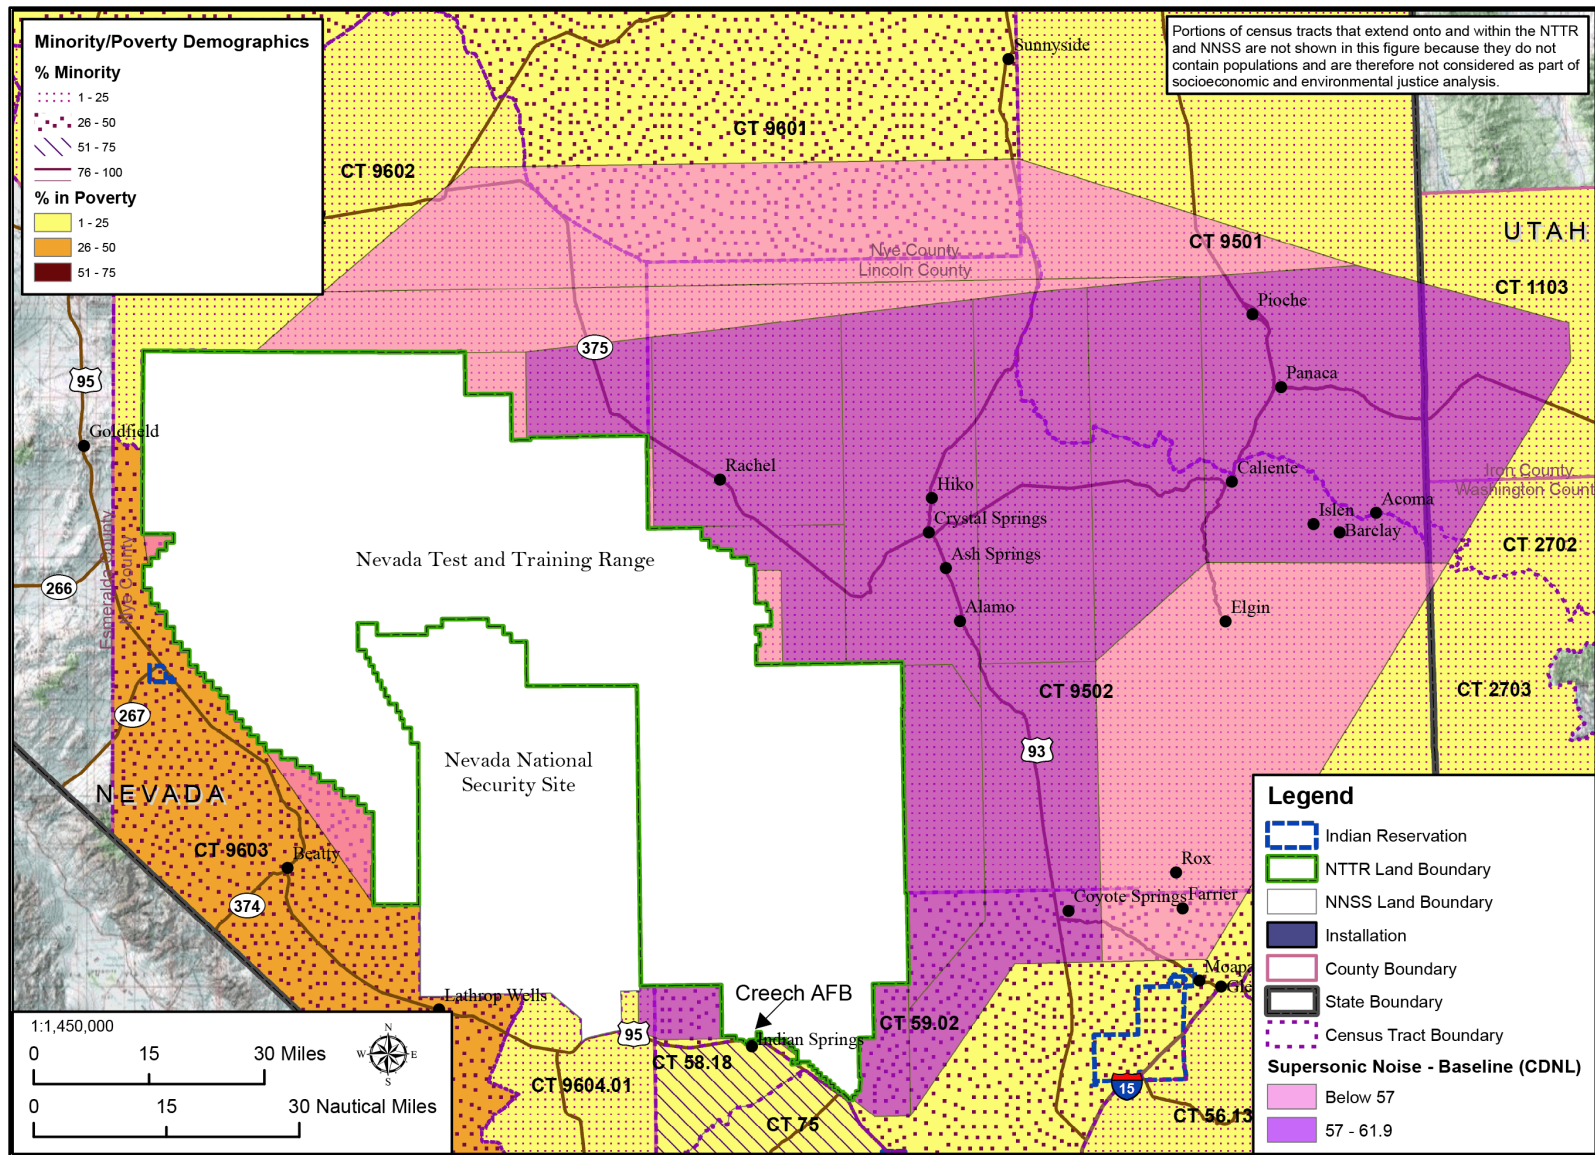 Minority/Poverty Demographics
% Minority
1 - 25
26 - 50
51 - 75
76 - 100
% in Poverty
1 - 25
26 - 50
51 - 75
Portions of census tracts that extend onto and within the NTTR
and NNSS are not shown in this figure because they do not
contain populations and are therefore not considered as part of
socioeconomic and environmental justice analysis.
Sunnyside
CT 9601
CT 9602
CT 9501
UTAH
Nye County
Lincoln County
CT 1103
Pioche
375
95
Panaca
Goldfield
Rachel
Caliente
Iron County
Washington Count
Hiko
Acoma
Islen
Crystal Springs
Barclay
CT 2702
Nevada Test and Training Range
Ash Springs
266
Esmeralda County
Nye County
Alamo
Elgin
CT 9502
CT 2703
267
93
Nevada National
Security Site
NEVADA
CT 9603
Beatty
Rox
374
Coyote Springs
Farrier
Moapa
Gle
Lathrop Wells
Creech AFB
95
Indian Springs
CT 59.02
CT 58.18
CT 9604.01
15
CT 75
CT 56.13
1:1,450,000
0 15 30 Miles
0 15 30 Nautical Miles
N
W E
S
Legend
Indian Reservation
NTTR Land Boundary
NNSS Land Boundary
Installation
County Boundary
State Boundary
Census Tract Boundary
Supersonic Noise - Baseline (CDNL)
Below 57
57 - 61.9